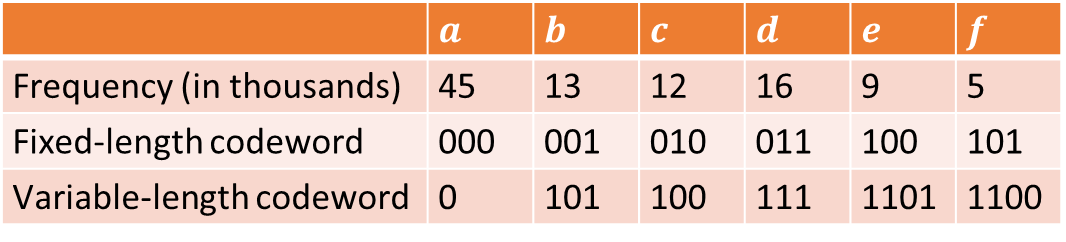 a b c d e f
Frequency (in thousands) 45 13 12 16 9 5
Fixed-length codeword 000 001 010 011 100 101
Variable-length codeword 0 101 100 111 1101 1100